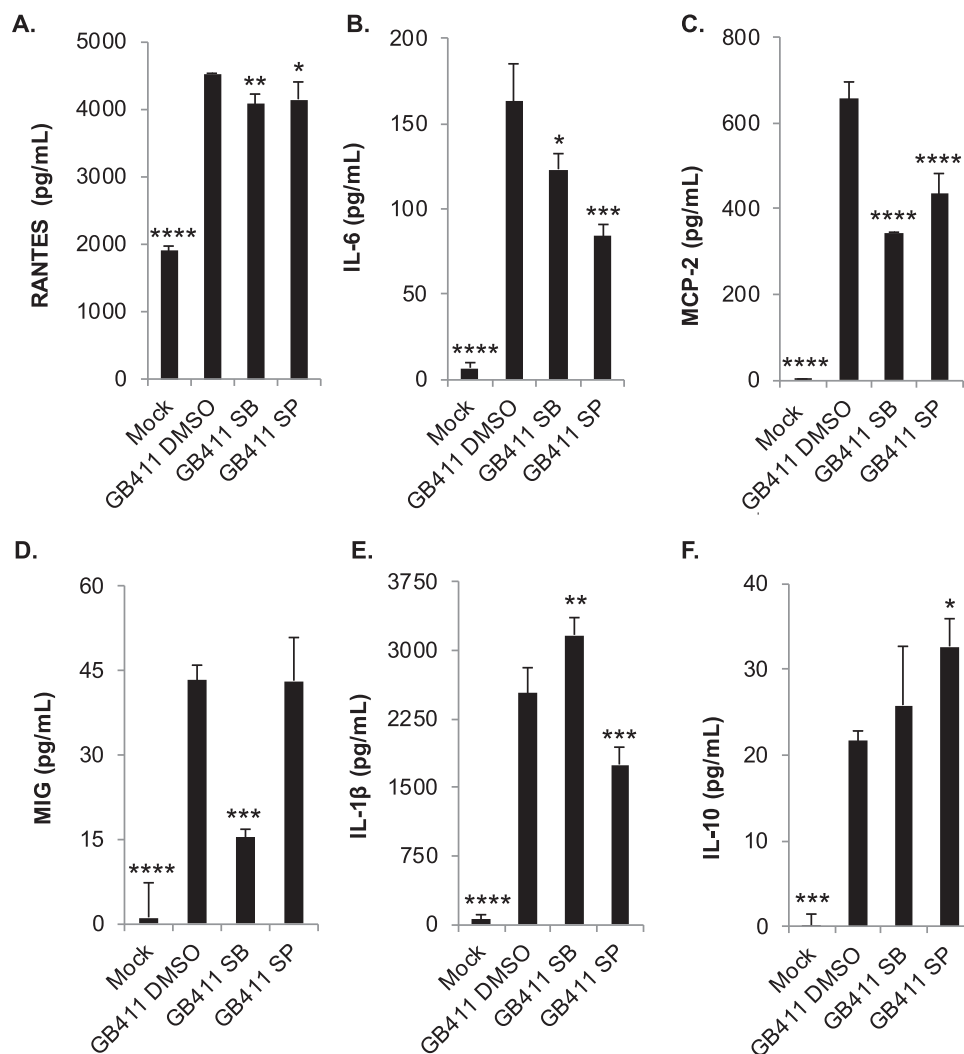 A.
RANTES (pg/mL)
5000
4000
3000
2000
1000
0
****
**
*
Mock
GB411 DMSO
GB411 SB
GB411 SP
B.
IL-6 (pg/mL)
200
150
100
50
0
****
*
***
Mock
GB411 DMSO
GB411 SB
GB411 SP
C.
MCP-2 (pg/mL)
800
600
400
200
0
****
****
****
Mock
GB411 DMSO
GB411 SB
GB411 SP
D.
MIG (pg/mL)
60
45
30
15
0
****
***
Mock
GB411 DMSO
GB411 SB
GB411 SP
E.
IL-1β (pg/mL)
3750
3000
2250
1500
750
0
****
**
***
Mock
GB411 DMSO
GB411 SB
GB411 SP
F.
IL-10 (pg/mL)
40
30
20
10
0
***
*
Mock
GB411 DMSO
GB411 SB
GB411 SP